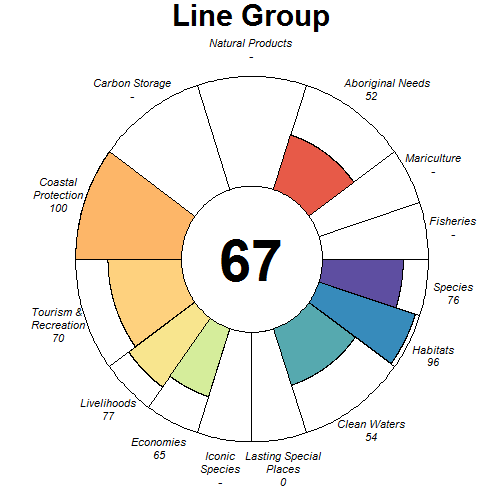 Line Group
Natural Products
-
Carbon Storage
-
Aboriginal Needs
52
Mariculture
-
Coastal
Protection
100
Fisheries
-
67
Species
76
Tourism &
Recreation
70
Habitats
96
Livelihoods
77
Clean Waters
54
Economies
65
Iconic
Species
-
Lasting Special
Places
0